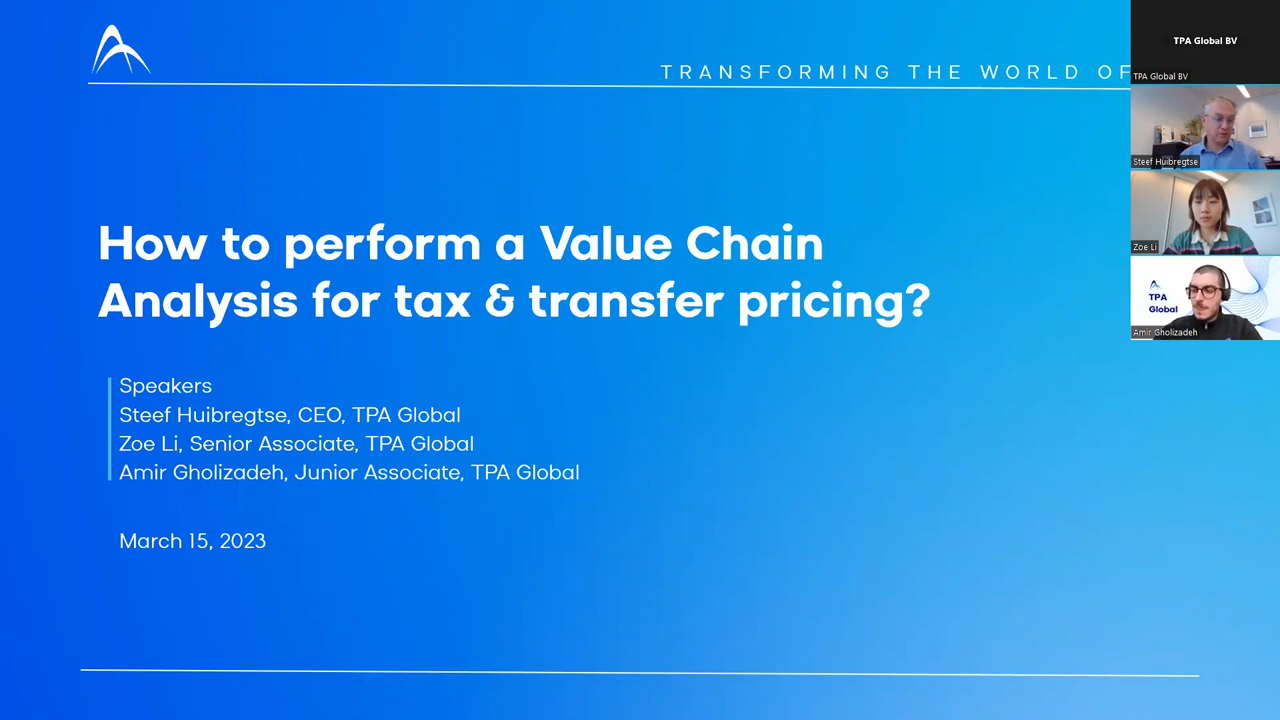 TRANSFORMING THE WORLD OF
How to perform a Value Chain
Analysis for tax & transfer pricing?
Speakers
Steef Huibregtse, CEO, TPA Global
Zoe Li, Senior Associate, TPA Global
Amir Gholizadeh, Junior Associate, TPA Global
March 15, 2023
TPA Global BV
TPA Global BV
Steef Huibregtse
Zoe Li
TPA
Global
Amir Gholizadeh